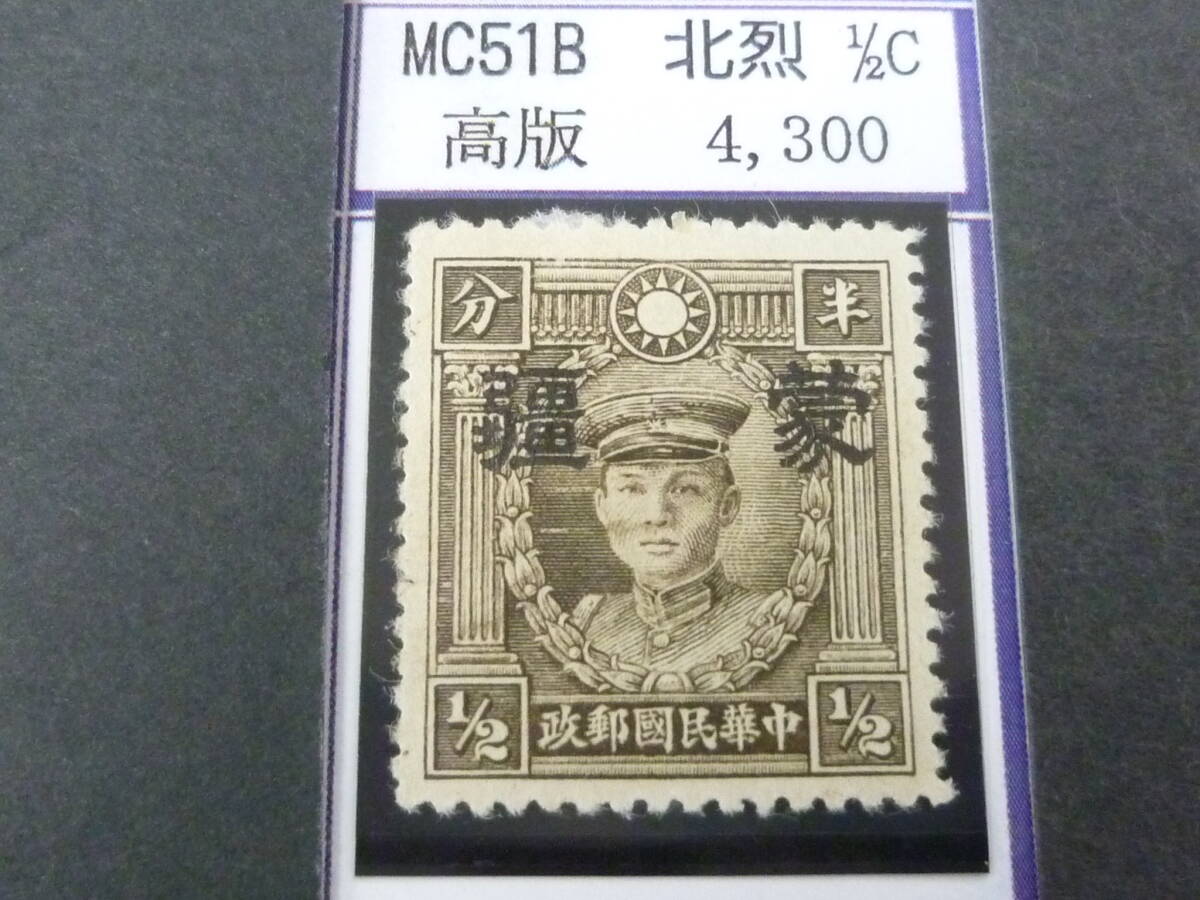 MC51B 北烈 ½C
高版 4,300
分 半
疆 蒙
½ 政郵國民華中 ½